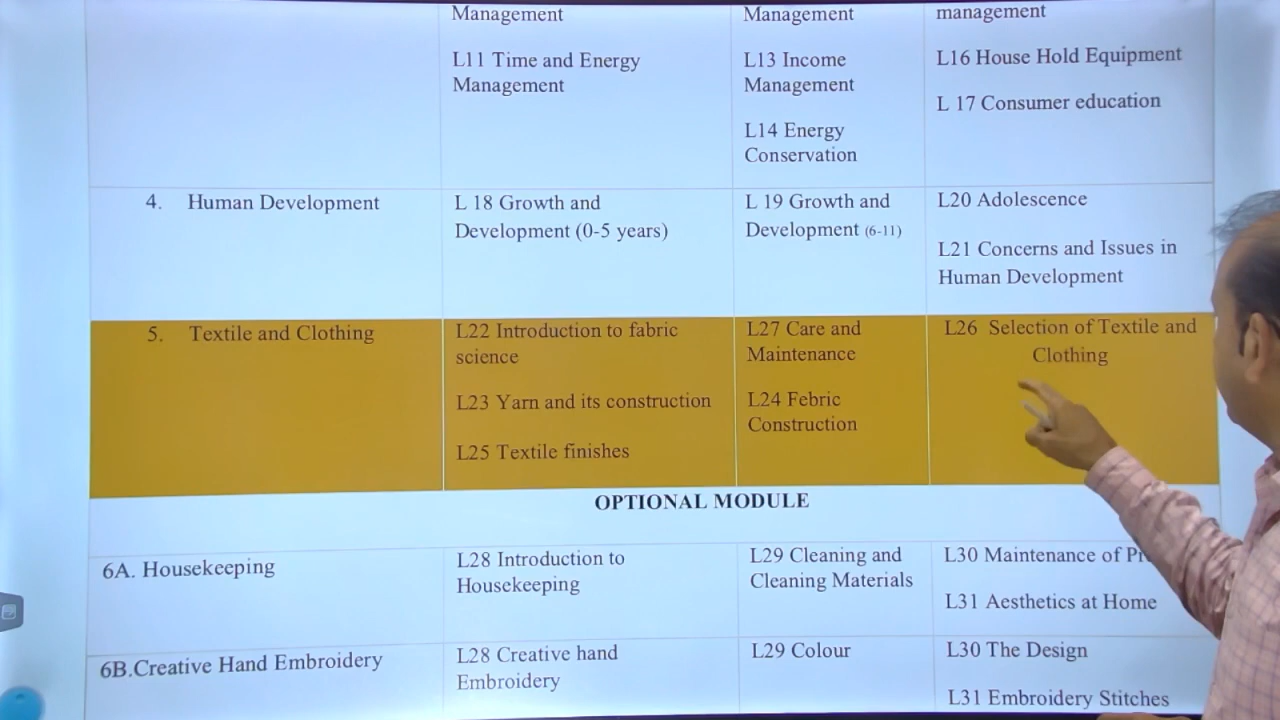 Management
L11 Time and Energy
Management
Management
L13 Income
Management
L14 Energy
Conservation
management
L16 House Hold Equipment
L 17 Consumer education
4. Human Development
L 18 Growth and
Development (0-5 years)
L 19 Growth and
Development (6-11)
L20 Adolescence
L21 Concerns and Issues in
Human Development
5. Textile and Clothing
L22 Introduction to fabric
science
L23 Yarn and its construction
L25 Textile finishes
L27 Care and
Maintenance
L24 Febric
Construction
L26 Selection of Textile and
Clothing
OPTIONAL MODULE
6A. Housekeeping
L28 Introduction to
Housekeeping
L29 Cleaning and
Cleaning Materials
L30 Maintenance of
L31 Aesthetics at Home
6B.Creative Hand Embroidery
L28 Creative hand
Embroidery
L29 Colour
L30 The Design
L31 Embroidery Stitches